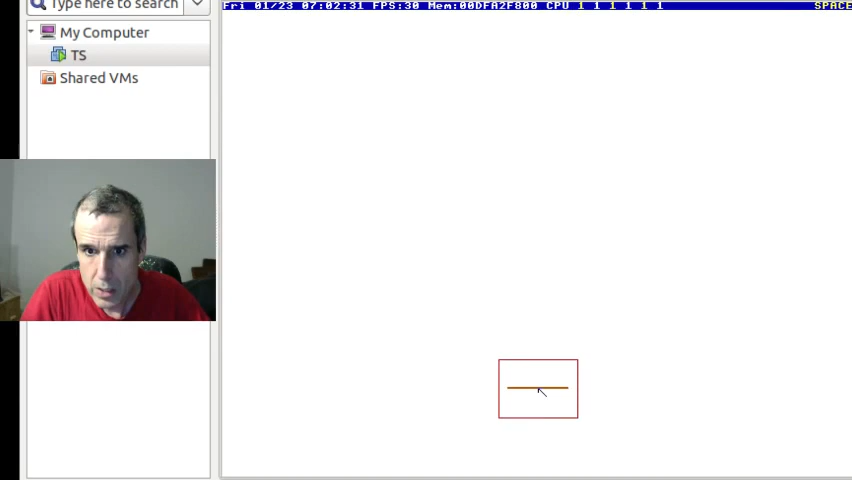 Type here to search
Fri 01/23 07:02:31 FPS:30 Mem:00DFA2F800 CPU 1 1 1 1 1 1 SPACE
My Computer
TS
Shared VMs